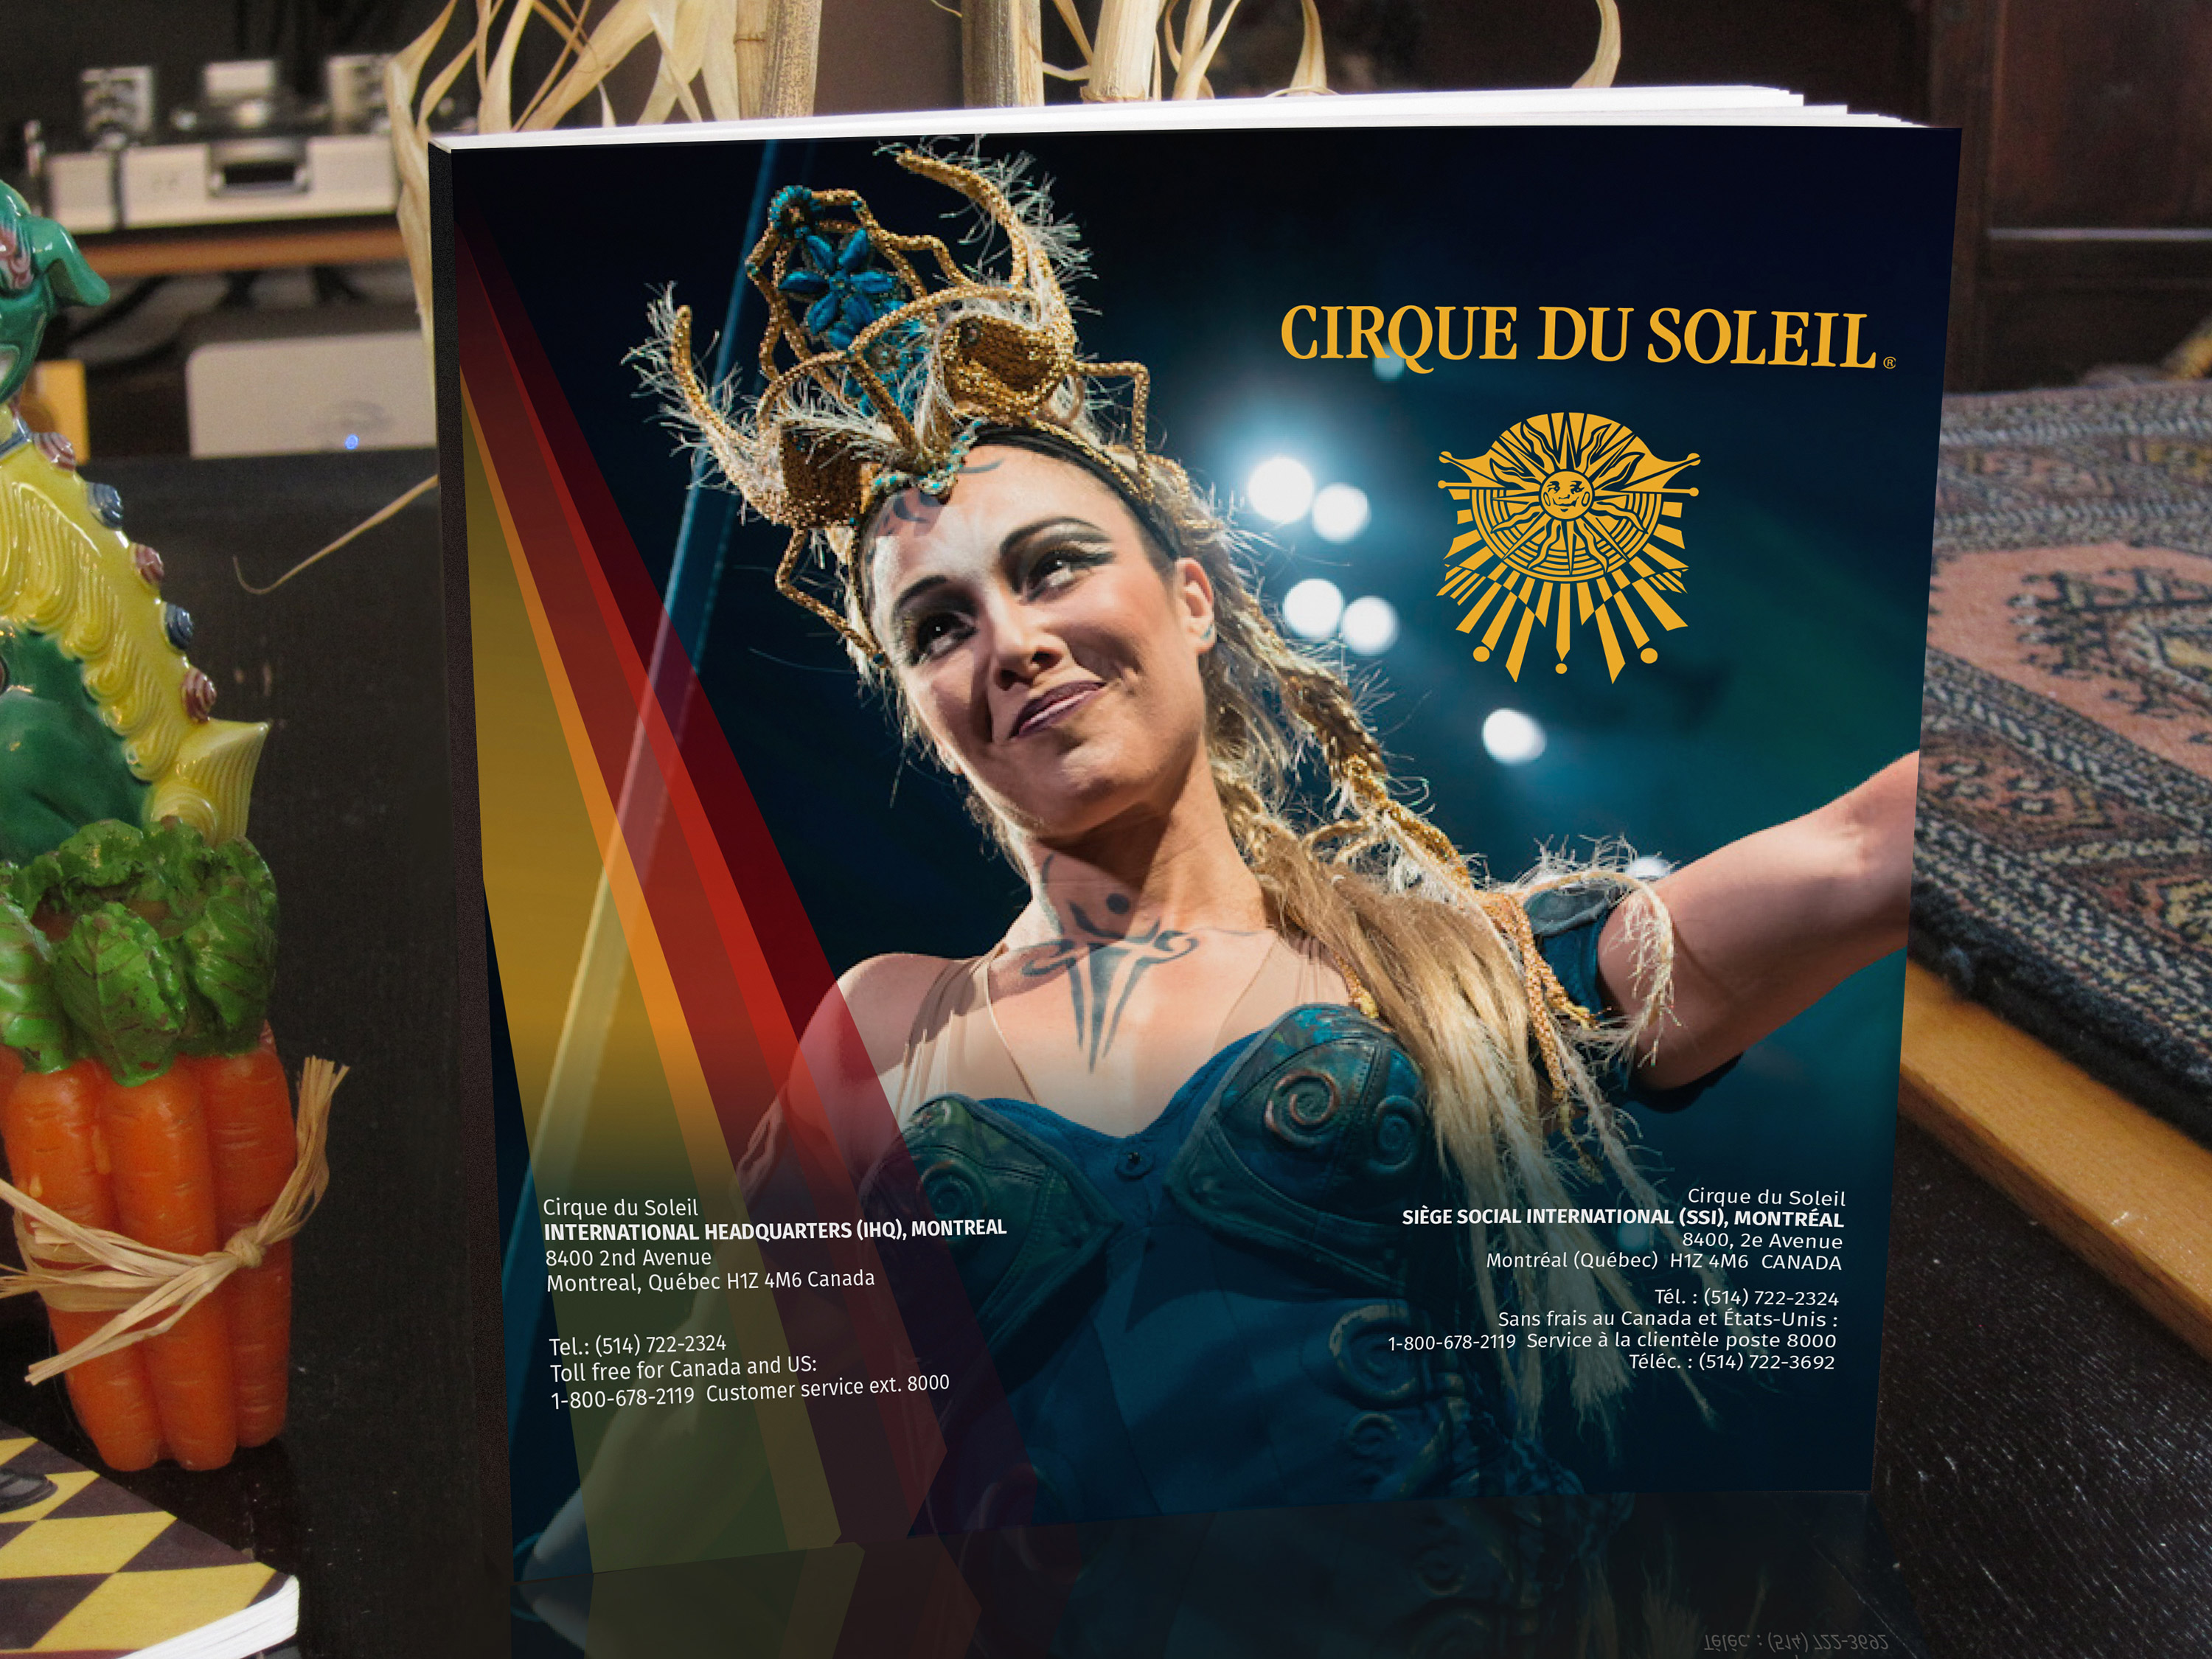 CIRQUE DU SOLEIL®
Cirque du Soleil
INTERNATIONAL HEADQUARTERS (IHQ), MONTREAL
8400 2nd Avenue
Montreal, Québec H1Z 4M6 Canada
Tel.: (514) 722-2324
Toll free for Canada and US:
1-800-678-2119 Customer service ext. 8000
Cirque du Soleil
SIÈGE SOCIAL INTERNATIONAL (SSI), MONTRÉAL
8400, 2e Avenue
Montréal (Québec) H1Z 4M6 CANADA
Tél. : (514) 722-2324
Sans frais au Canada et États-Unis :
1-800-678-2119 Service à la clientèle poste 8000
Téléc. : (514) 722-3692
Téléc. : (514) 722-3692